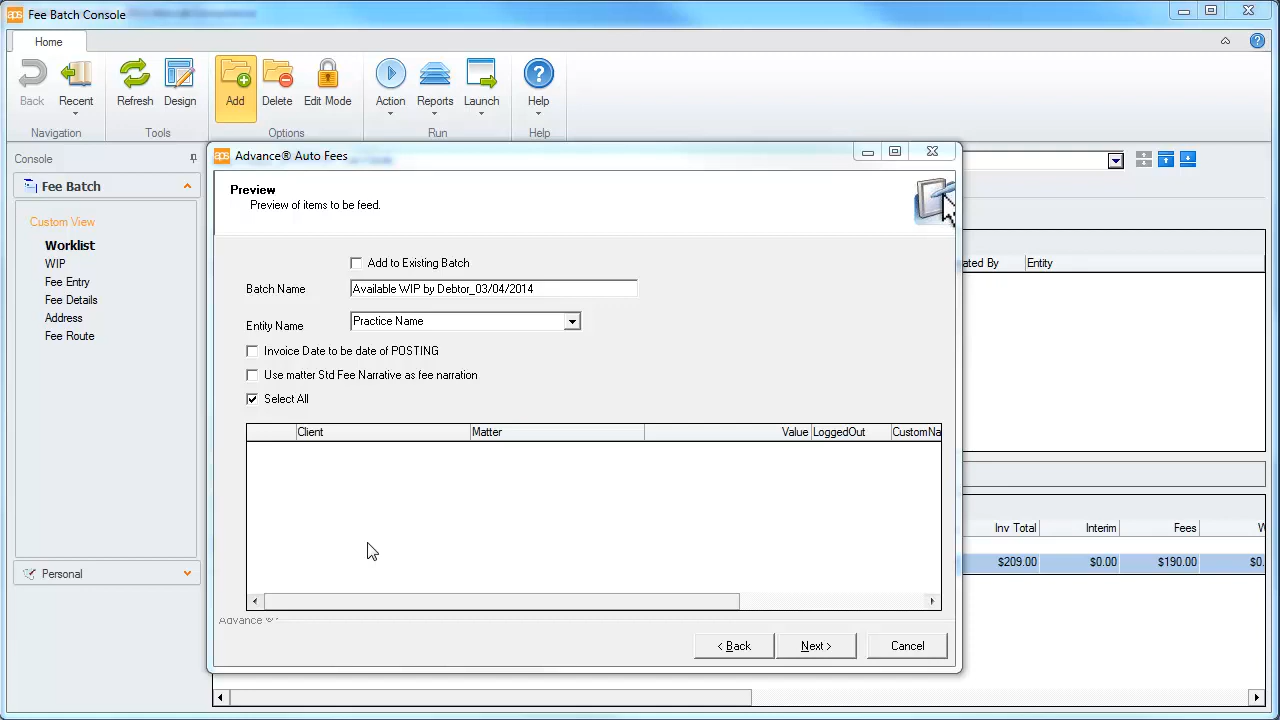 aps Fee Batch Console
Home
Back
Recent
Refresh
Design
Add
Delete
Edit Mode
Action
Reports
Launch
Help
Navigation
Tools
Options
Run
Help
Console
Fee Batch
Custom View
Worklist
WIP
Fee Entry
Fee Details
Address
Fee Route
Personal
aps Advance® Auto Fees
Preview
Preview of items to be feed.
Add to Existing Batch
Batch Name Available WIP by Debtor_03/04/2014
Entity Name Practice Name
Invoice Date to be date of POSTING
Use matter Std Fee Narrative as fee narration
Select All
Client Matter Value LoggedOut CustomNa
Advance ®
< Back Next > Cancel
ated By Entity
Inv Total Interim Fees W
$209.00 $0.00 $190.00 $0.